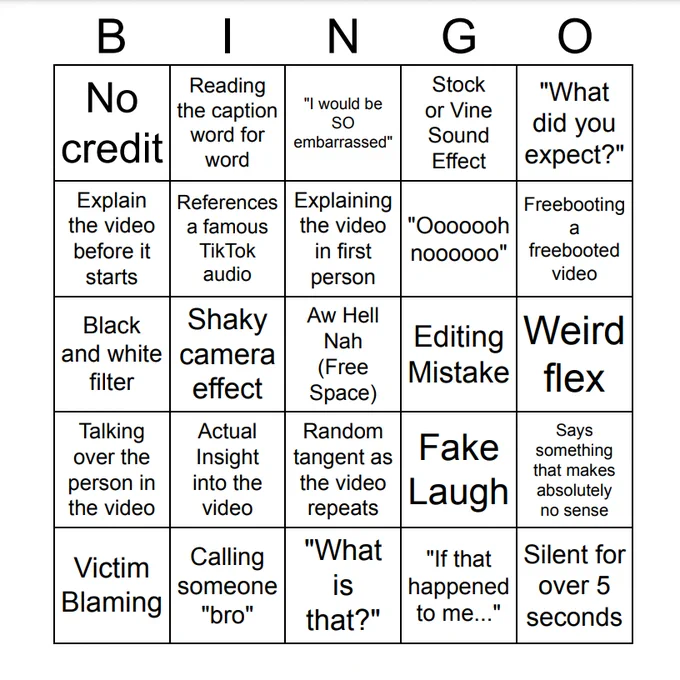 B I N G O
No
credit
Reading
the caption
word for
word
"I would be
SO
embarrassed"
Stock
or Vine
Sound
Effect
"What
did you
expect?"
Explain
the video
before it
starts
References
a famous
TikTok
audio
Explaining
the video
in first
person
"Ooooooh
noooooo"
Freebooting
a
freebooted
video
Black
and white
filter
Shaky
camera
effect
Aw Hell
Nah
(Free
Space)
Editing
Mistake
Weird
flex
Talking
over the
person in
the video
Actual
Insight
into the
video
Random
tangent as
the video
repeats
Fake
Laugh
Says
something
that makes
absolutely
no sense
Victim
Blaming
Calling
someone
"bro"
"What
is
that?"
"If that
happened
to me..."
Silent for
over 5
seconds